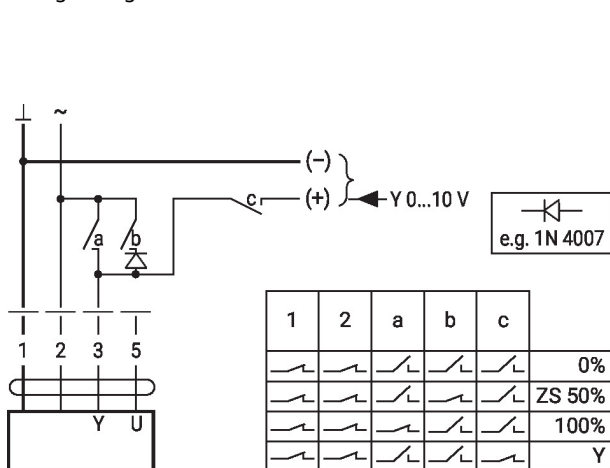 ⊥ ~
(–)
(+)
Y 0...10 V
c
a b
e.g. 1N 4007
1 2 3 5
Y U
1 2 a b c
0%
ZS 50%
100%
Y